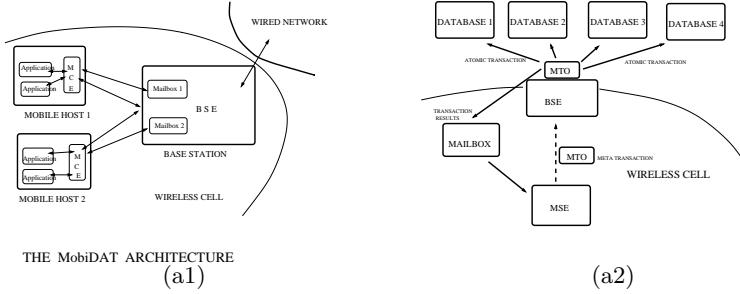 WIRED NETWORK
Application
Application
M
C
E
MOBILE HOST 1
Mailbox 1
B S E
Mailbox 2
BASE STATION
Application
Application
M
C
E
MOBILE HOST 2
WIRELESS CELL
THE MobiDAT ARCHITECTURE
(a1)
DATABASE 1
DATABASE 2
DATABASE 3
DATABASE 4
ATOMIC TRANSACTION
MTO
ATOMIC TRANSACTION
BSE
TRANSACTION
RESULTS
MAILBOX
MTO
META TRANSACTION
WIRELESS CELL
MSE
(a2)